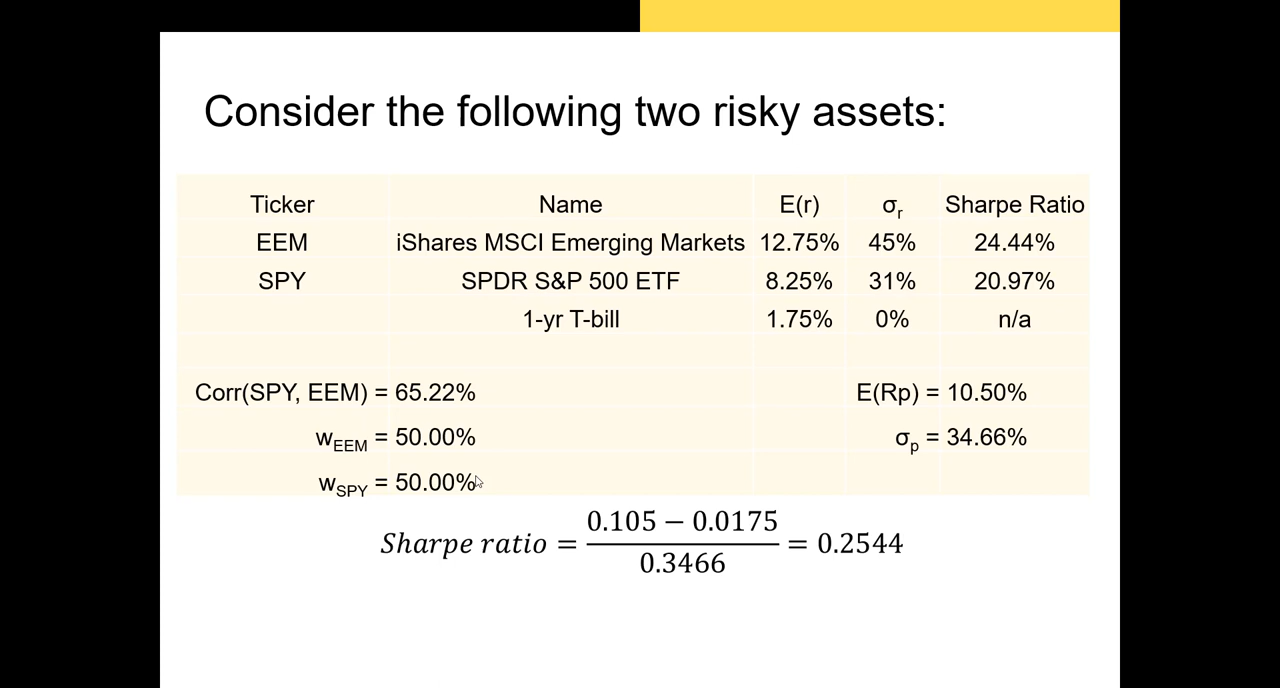 Consider the following two risky assets:
Ticker Name E(r) σr Sharpe Ratio
EEM iShares MSCI Emerging Markets 12.75% 45% 24.44%
SPY SPDR S&P 500 ETF 8.25% 31% 20.97%
1-yr T-bill 1.75% 0% n/a
Corr(SPY, EEM) = 65.22% E(Rp) = 10.50%
wEEM = 50.00% σp = 34.66%
wSPY = 50.00%
Sharpe ratio = (0.105 − 0.0175) / 0.3466 = 0.2544